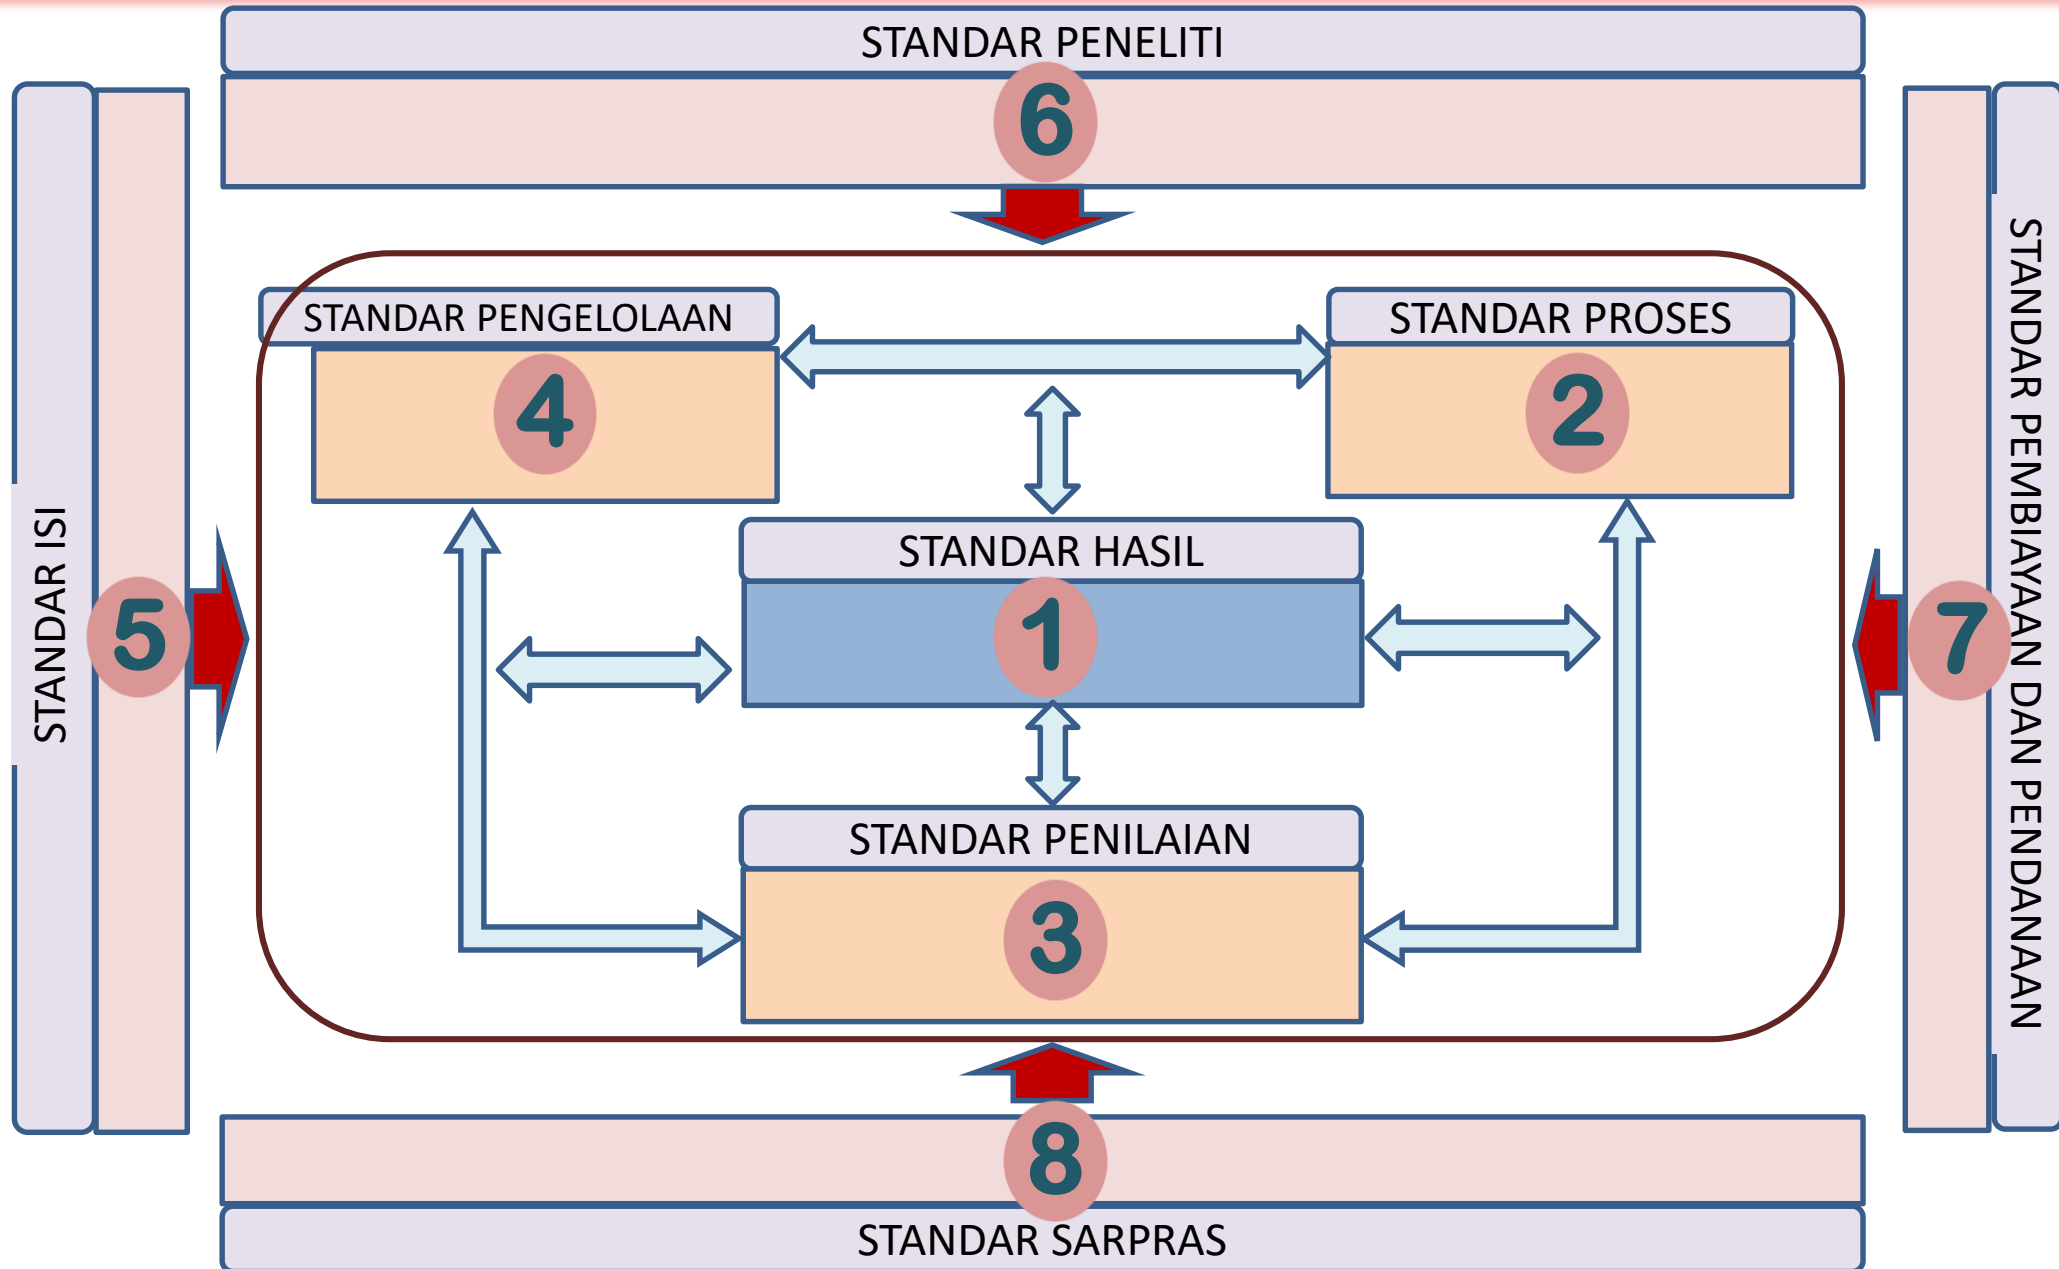 STANDAR PENELITI
6
STANDAR PENGELOLAAN
4
STANDAR PROSES
2
STANDAR ISI
5
STANDAR HASIL
1
STANDAR PEMBIAYAAN DAN PENDANAAN
7
STANDAR PENILAIAN
3
8
STANDAR SARPRAS